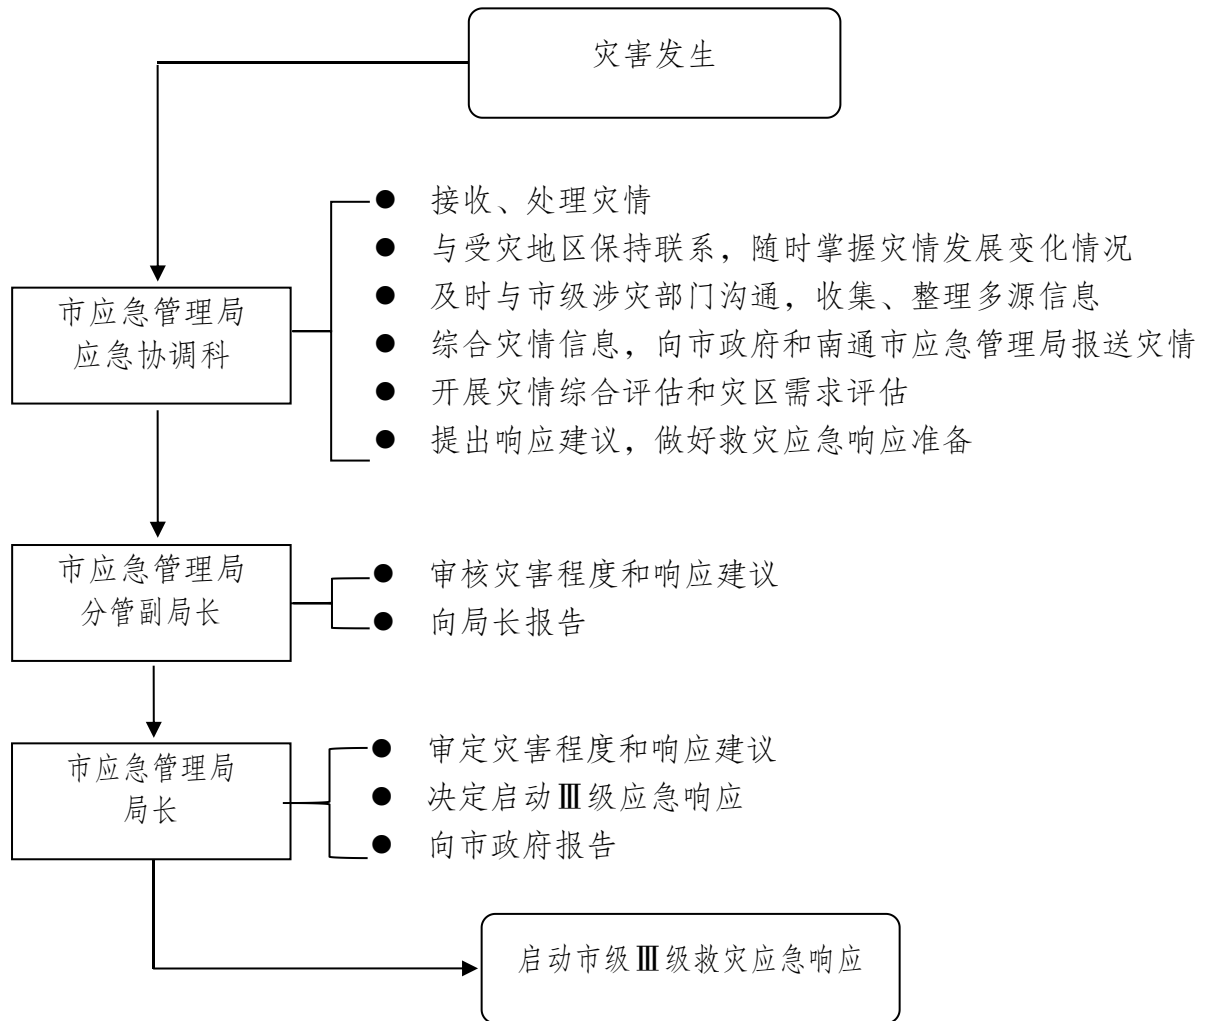 灾害发生
● 接收、处理灾情
● 与受灾地区保持联系，随时掌握灾情发展变化情况
● 及时与市级涉灾部门沟通，收集、整理多源信息
市应急管理局
应急协调科
● 综合灾情信息，向市政府和南通市应急管理局报送灾情
● 开展灾情综合评估和灾区需求评估
● 提出响应建议，做好救灾应急响应准备
市应急管理局
分管副局长
● 审核灾害程度和响应建议
● 向局长报告
市应急管理局
局长
● 审定灾害程度和响应建议
● 决定启动Ⅲ级应急响应
● 向市政府报告
启动市级Ⅲ级救灾应急响应